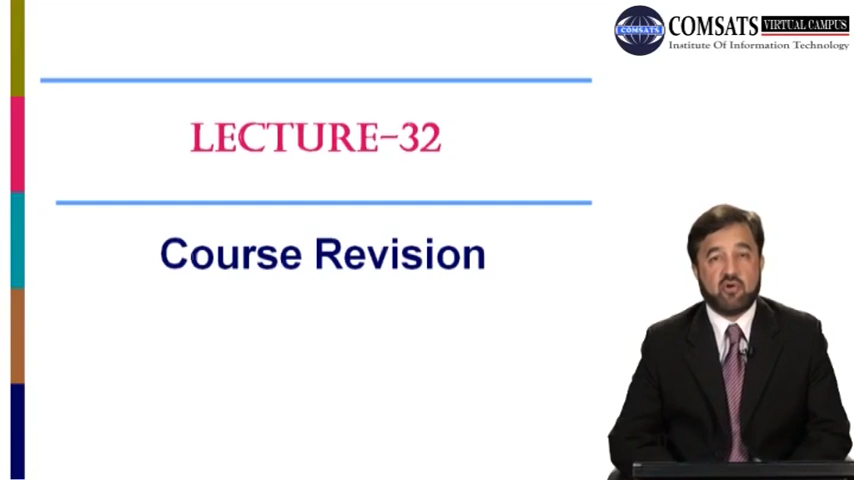 COMSATS VIRTUAL CAMPUS
COMSATS
Institute Of Information Technology
LECTURE-32
Course Revision